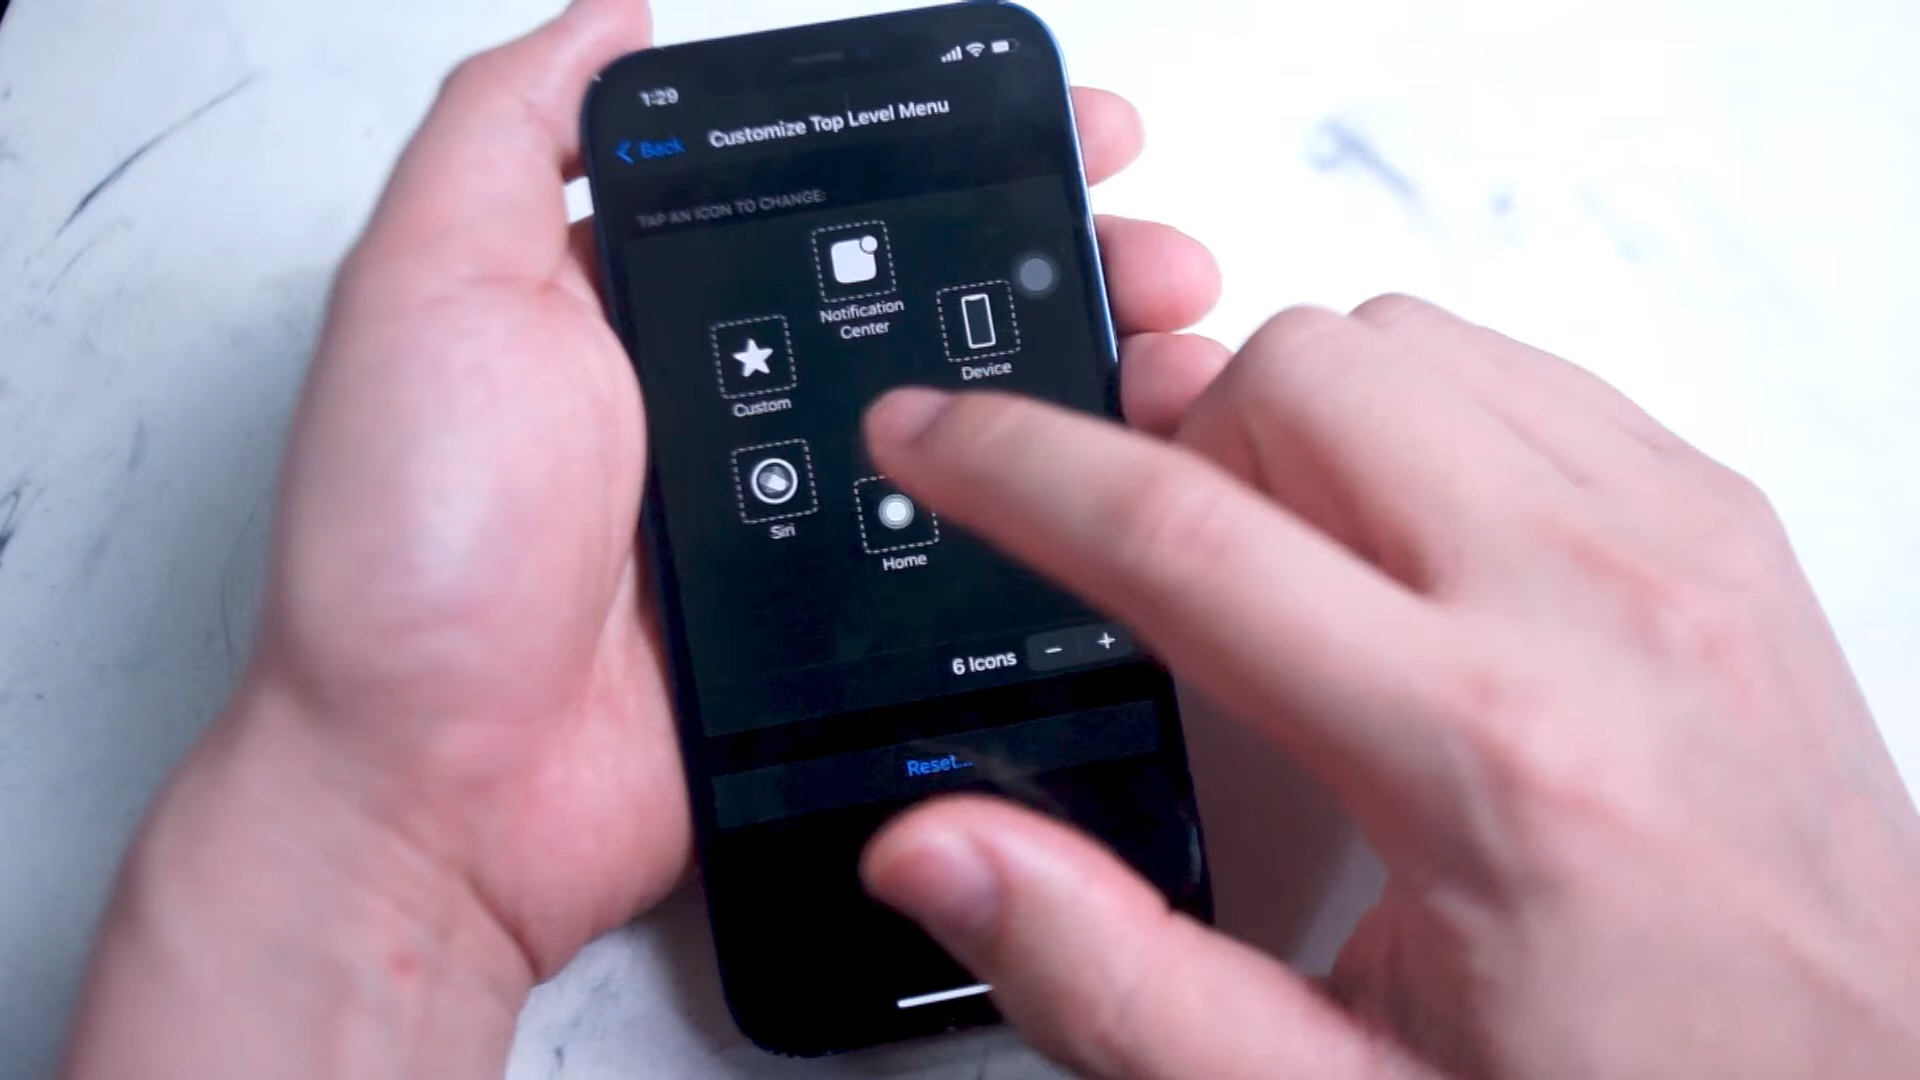 1:29
Back
Customize Top Level Menu
TAP AN ICON TO CHANGE:
Notification
Center
Device
Custom
Siri
Home
6 Icons
Reset...